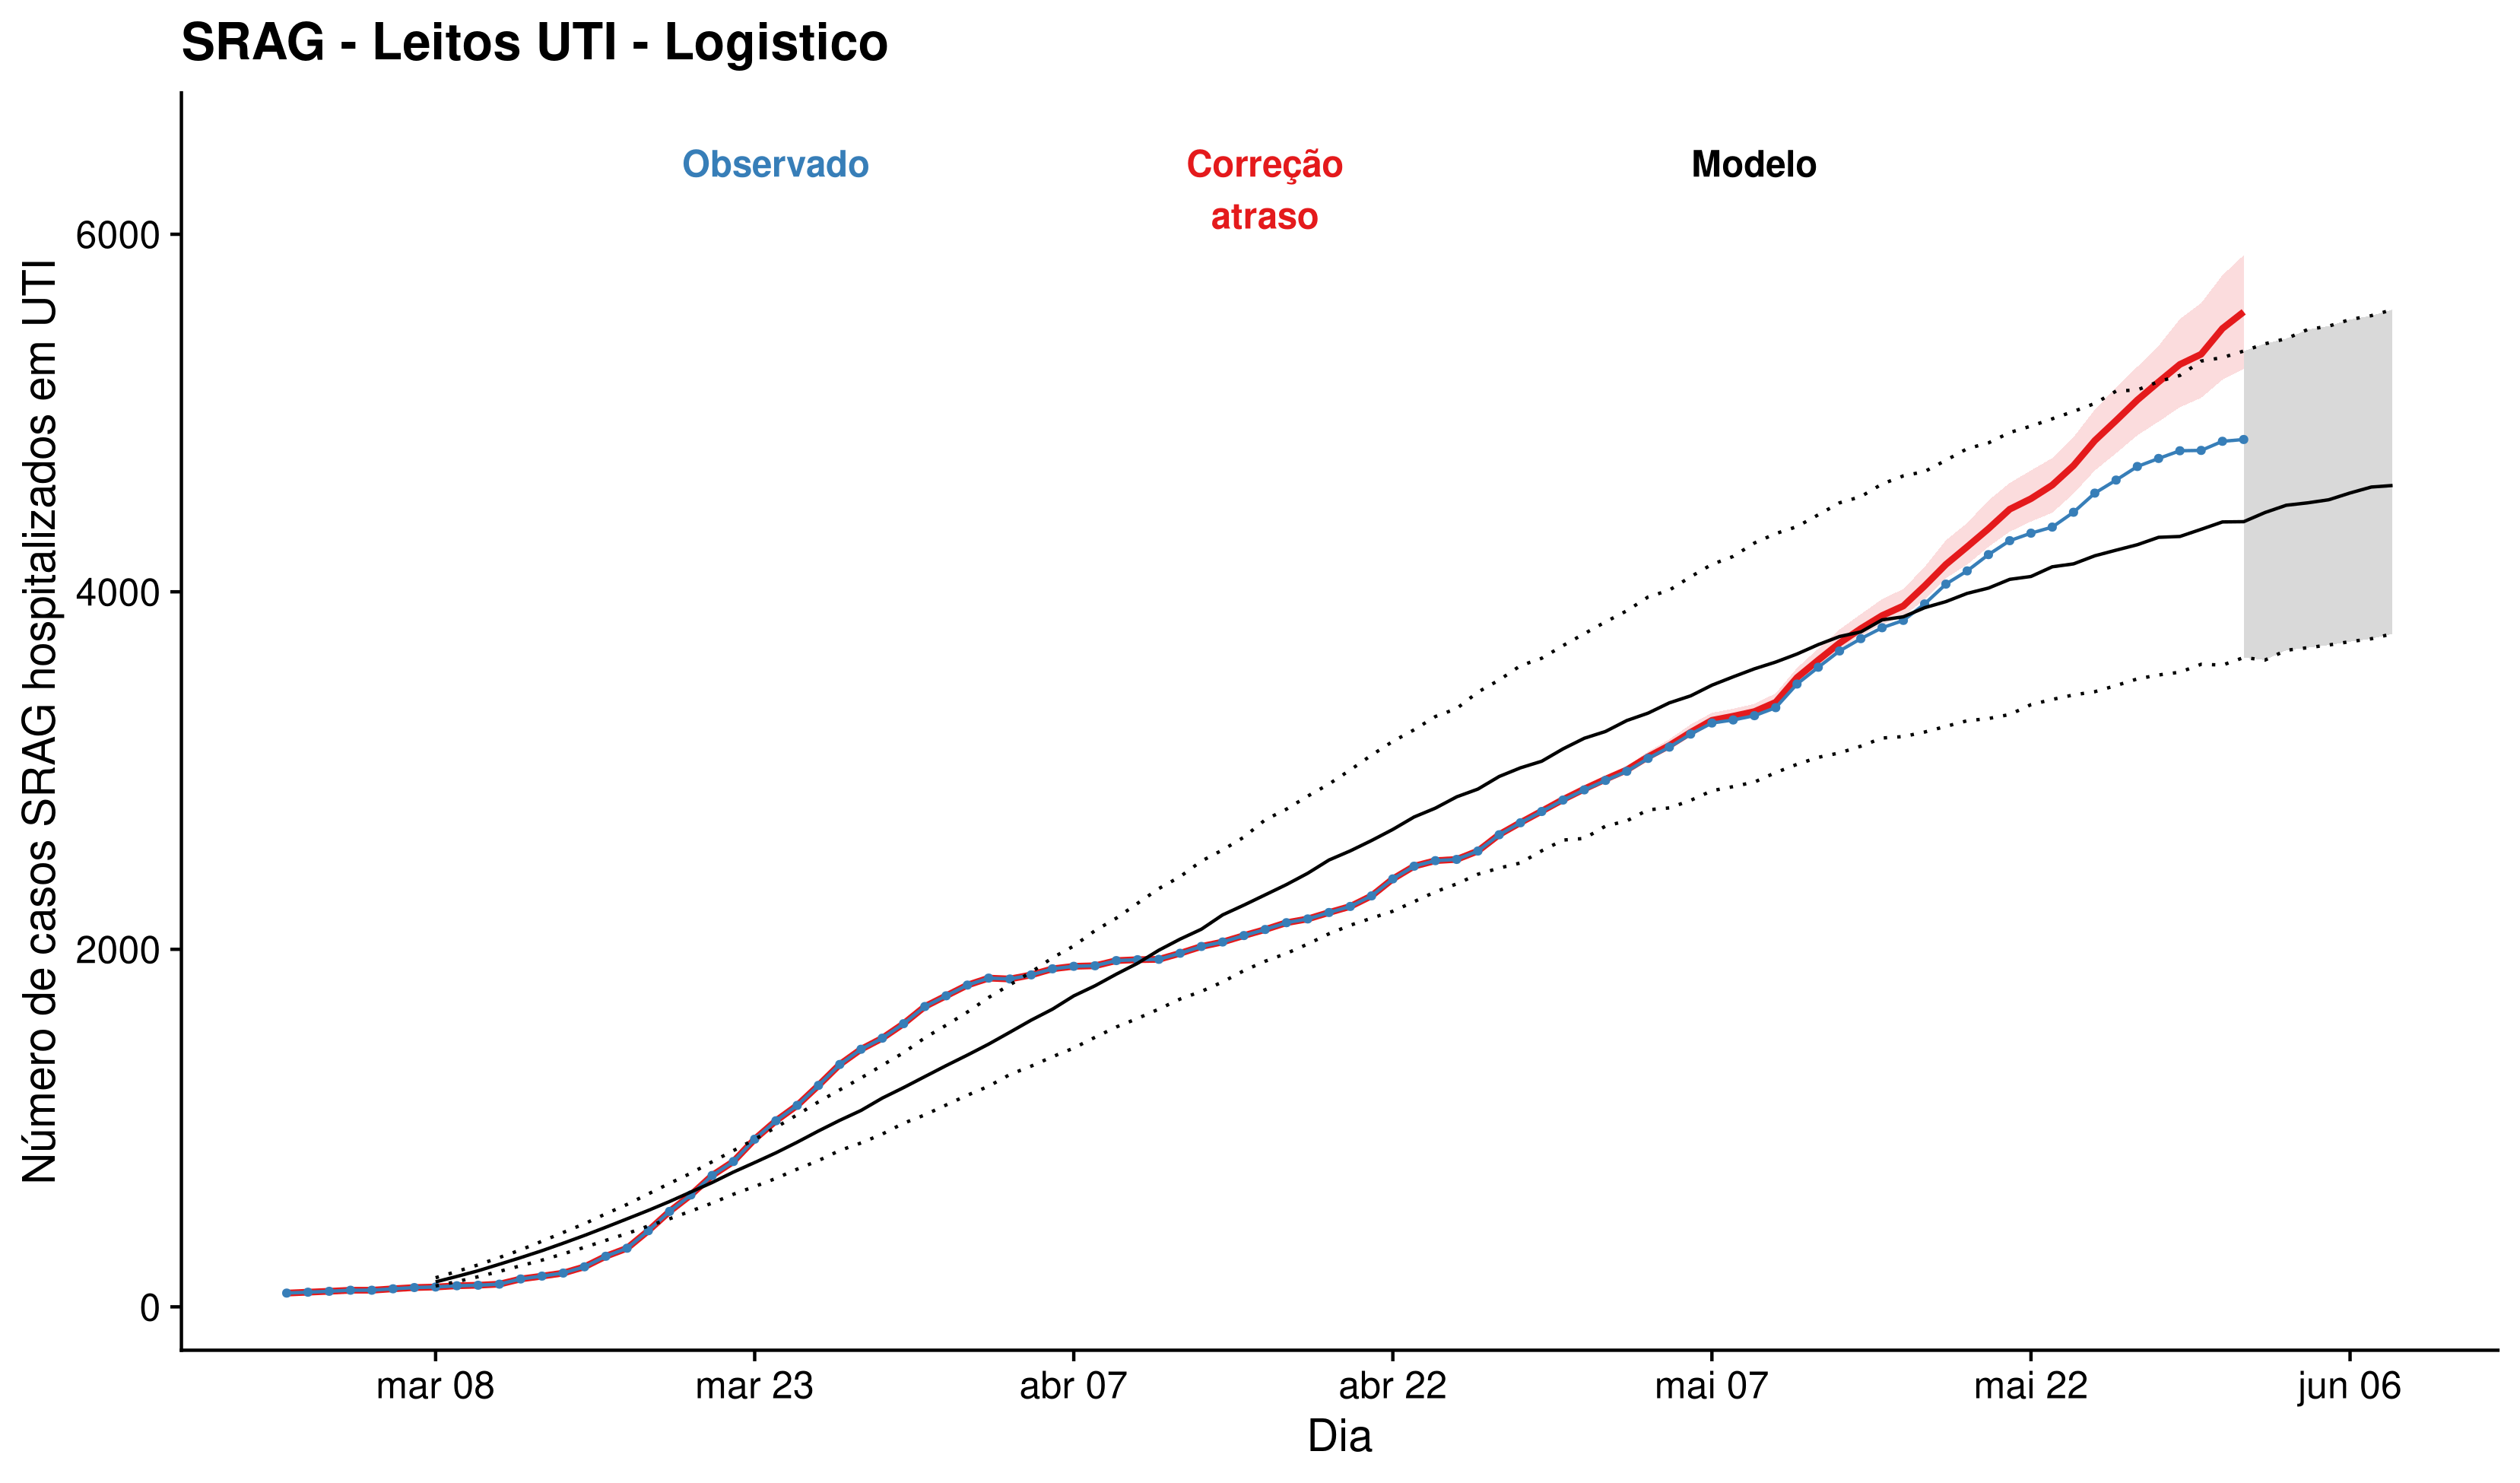 SRAG - Leitos UTI - Logistico
Observado
Correção
atraso
Modelo
Número de casos SRAG hospitalizados em UTI
6000
4000
2000
0
mar 08
mar 23
abr 07
abr 22
mai 07
mai 22
jun 06
Dia